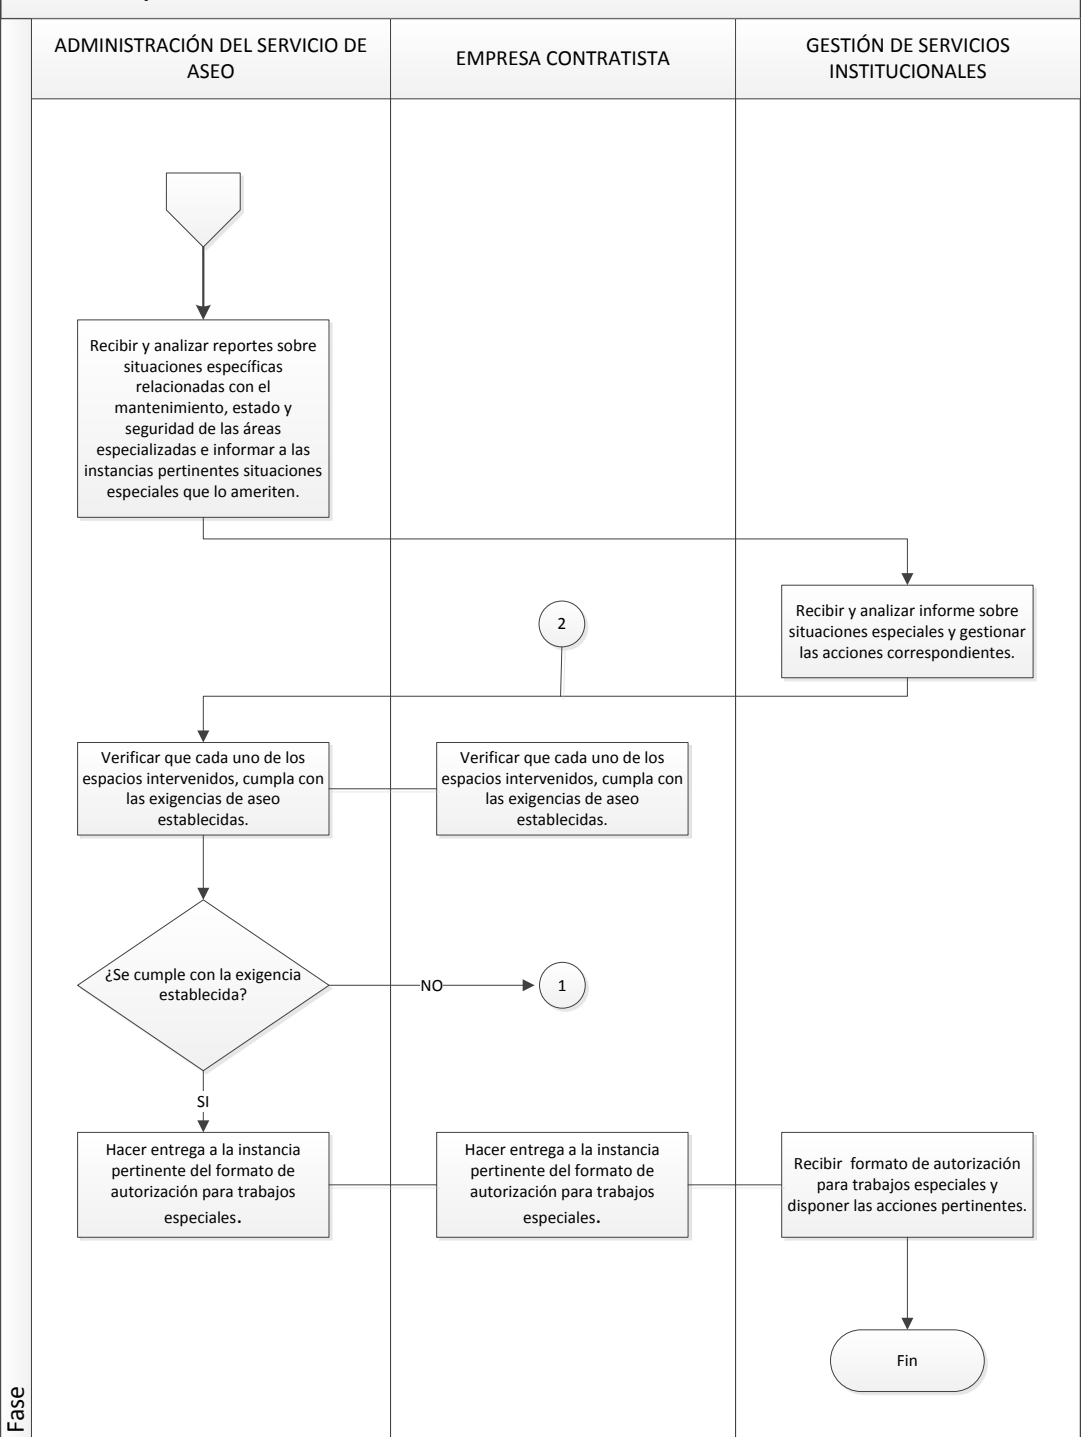 ADMINISTRACIÓN DEL SERVICIO DE
ASEO
EMPRESA CONTRATISTA
GESTIÓN DE SERVICIOS
INSTITUCIONALES
Recibir y analizar reportes sobre
situaciones específicas
relacionadas con el
mantenimiento, estado y
seguridad de las áreas
especializadas e informar a las
instancias pertinentes situaciones
especiales que lo ameriten.
Recibir y analizar informe sobre
situaciones especiales y gestionar
las acciones correspondientes.
2
Verificar que cada uno de los
espacios intervenidos, cumpla con
las exigencias de aseo
establecidas.
Verificar que cada uno de los
espacios intervenidos, cumpla con
las exigencias de aseo
establecidas.
¿Se cumple con la exigencia
establecida?
NO
1
SI
Hacer entrega a la instancia
pertinente del formato de
autorización para trabajos
especiales.
Hacer entrega a la instancia
pertinente del formato de
autorización para trabajos
especiales.
Recibir formato de autorización
para trabajos especiales y
disponer las acciones pertinentes.
Fin
Fase